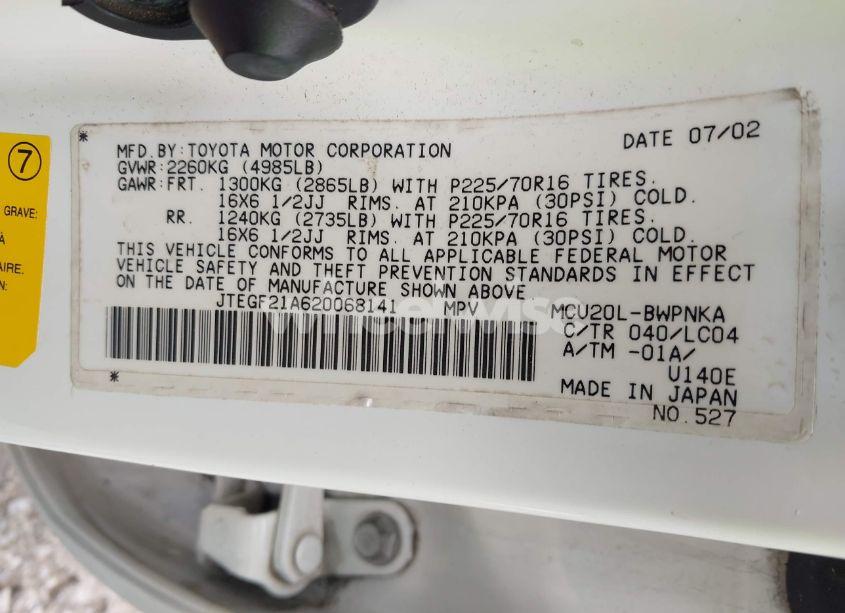 7
GRAVE:
À
AIRE.
N:
* DATE 07/02
MFD.BY:TOYOTA MOTOR CORPORATION
GVWR:2260KG (4985LB)
GAWR:FRT. 1300KG (2865LB) WITH P225/70R16 TIRES.
16X6 1/2JJ RIMS. AT 210KPA (30PSI) COLD.
RR. 1240KG (2735LB) WITH P225/70R16 TIRES.
16X6 1/2JJ RIMS. AT 210KPA (30PSI) COLD.
THIS VEHICLE CONFORMS TO ALL APPLICABLE FEDERAL MOTOR
VEHICLE SAFETY AND THEFT PREVENTION STANDARDS IN EFFECT
ON THE DATE OF MANUFACTURE SHOWN ABOVE
JTEGF21A620068141 MPV MCU20L-BWPNKA
C/TR 040/LC04
A/TM -01A/
U140E
MADE IN JAPAN
* NO.527
wheelwise